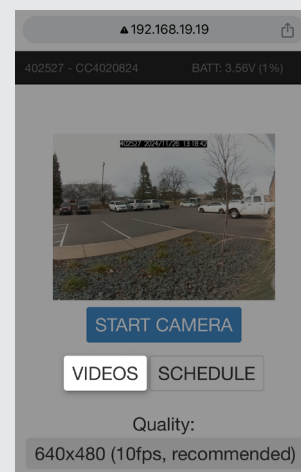 192.168.19.19
402527 - CC4020824 BATT: 3.56V (1%)
402527 2024/11/26 13:18:42
START CAMERA
VIDEOS SCHEDULE
Quality:
640x480 (10fps, recommended)